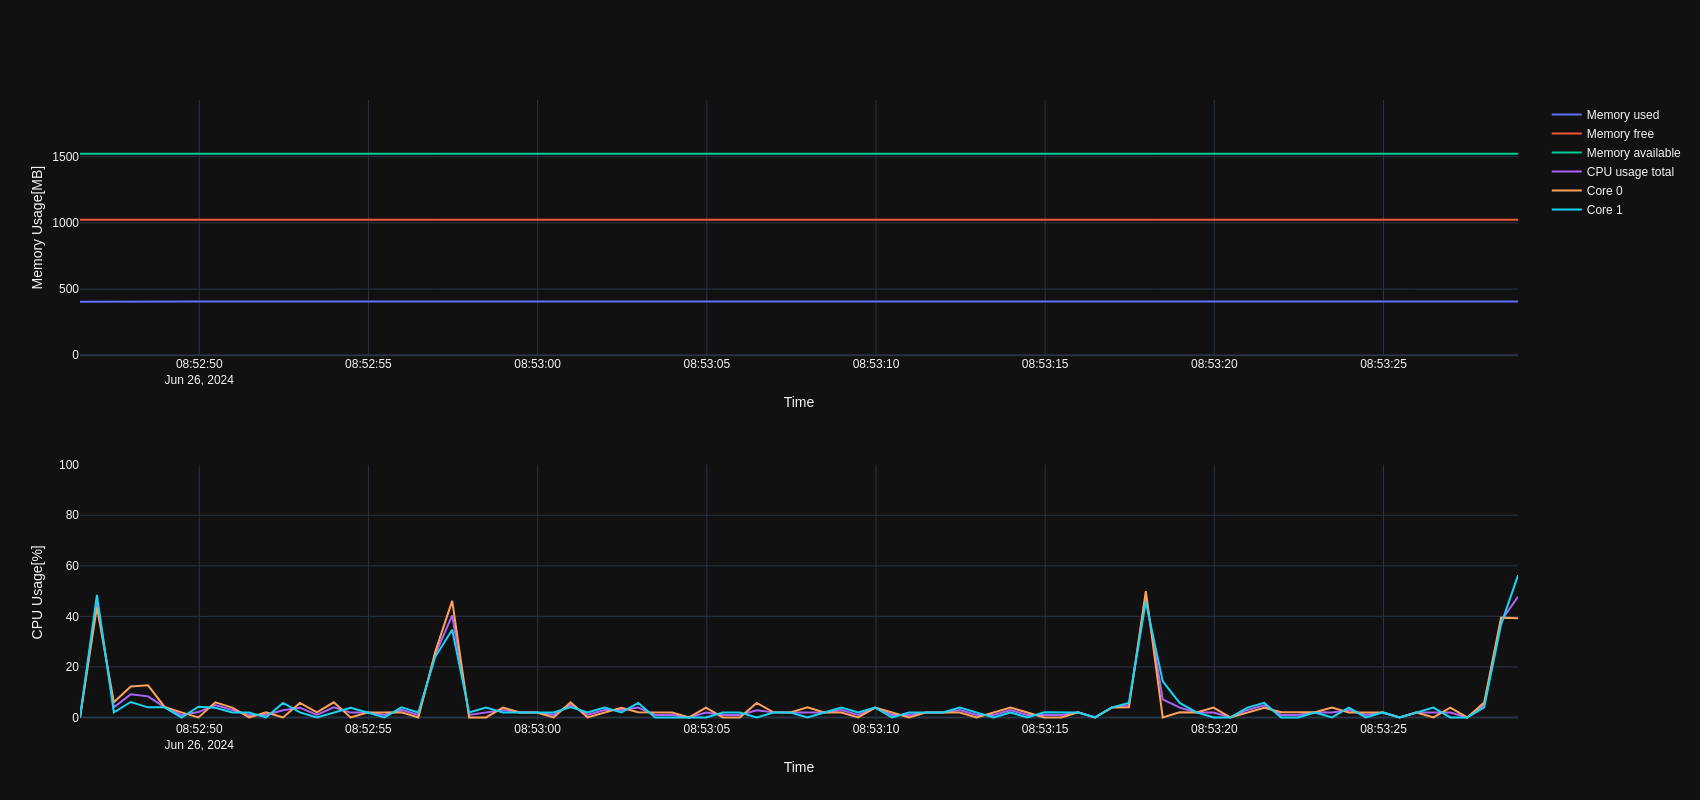 Memory used
Memory free
Memory available
CPU usage total
Core 0
Core 1
Memory Usage[MB]
1500
1000
500
0
08:52:50 08:52:55 08:53:00 08:53:05 08:53:10 08:53:15 08:53:20 08:53:25
Jun 26, 2024
Time
CPU Usage[%]
100
80
60
40
20
0
08:52:50 08:52:55 08:53:00 08:53:05 08:53:10 08:53:15 08:53:20 08:53:25
Jun 26, 2024
Time